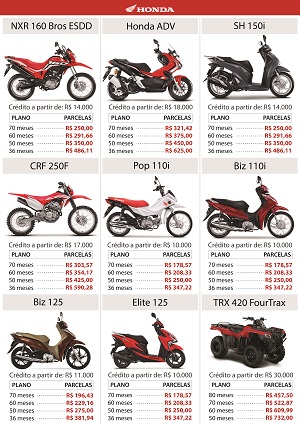 HONDA
NXR 160 Bros ESDD
Honda ADV
SH 150i
Crédito a partir de: R$ 14.000
Crédito a partir de: R$ 18.000
Crédito a partir de: R$ 14.000
PLANO PARCELAS
PLANO PARCELAS
PLANO PARCELAS
70 meses R$ 250,00
70 meses R$ 321,42
70 meses R$ 250,00
60 meses R$ 291,66
60 meses R$ 375,00
60 meses R$ 291,66
50 meses R$ 350,00
50 meses R$ 450,00
50 meses R$ 350,00
36 meses R$ 486,11
36 meses R$ 625,00
36 meses R$ 486,11
CRF 250F
Pop 110i
Biz 110i
Crédito a partir de: R$ 17.000
Crédito a partir de: R$ 10.000
Crédito a partir de: R$ 10.000
PLANO PARCELAS
PLANO PARCELAS
PLANO PARCELAS
70 meses R$ 303,57
70 meses R$ 178,57
70 meses R$ 178,57
60 meses R$ 354,17
60 meses R$ 208,33
60 meses R$ 208,33
50 meses R$ 425,00
50 meses R$ 250,00
50 meses R$ 250,00
36 meses R$ 590,28
36 meses R$ 347,22
36 meses R$ 347,22
Biz 125
Elite 125
TRX 420 FourTrax
Crédito a partir de: R$ 11.000
Crédito a partir de: R$ 10.000
Crédito a partir de: R$ 30.000
PLANO PARCELAS
PLANO PARCELAS
PLANO PARCELAS
70 meses R$ 196,43
70 meses R$ 178,57
80 meses R$ 457,50
60 meses R$ 229,16
60 meses R$ 208,33
70 meses R$ 522,87
50 meses R$ 275,00
50 meses R$ 250,00
60 meses R$ 609,99
36 meses R$ 381,94
36 meses R$ 347,22
50 meses R$ 732,00